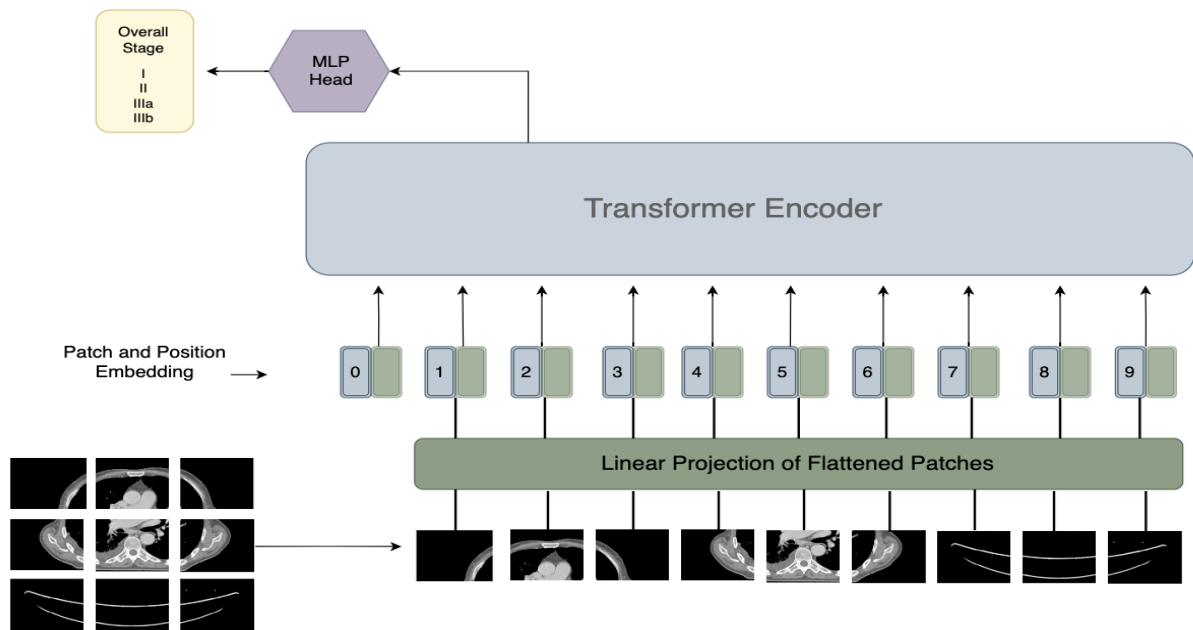 Overall
Stage
I
II
IIIa
IIIb
MLP
Head
Transformer Encoder
Patch and Position
Embedding
0 1 2 3 4 5 6 7 8 9
Linear Projection of Flattened Patches